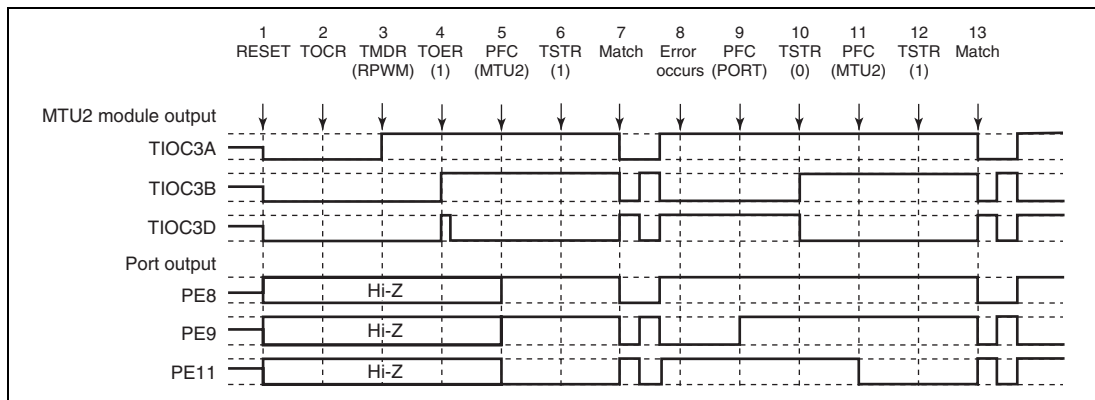 1 2 3 4 5 6 7 8 9 10 11 12 13
RESET TOCR TMDR TOER PFC TSTR Match Error PFC TSTR PFC TSTR Match
(RPWM) (1) (MTU2) (1) occurs (PORT) (0) (MTU2) (1)
MTU2 module output
TIOC3A
TIOC3B
TIOC3D
Port output
PE8 Hi-Z
PE9 Hi-Z
PE11 Hi-Z